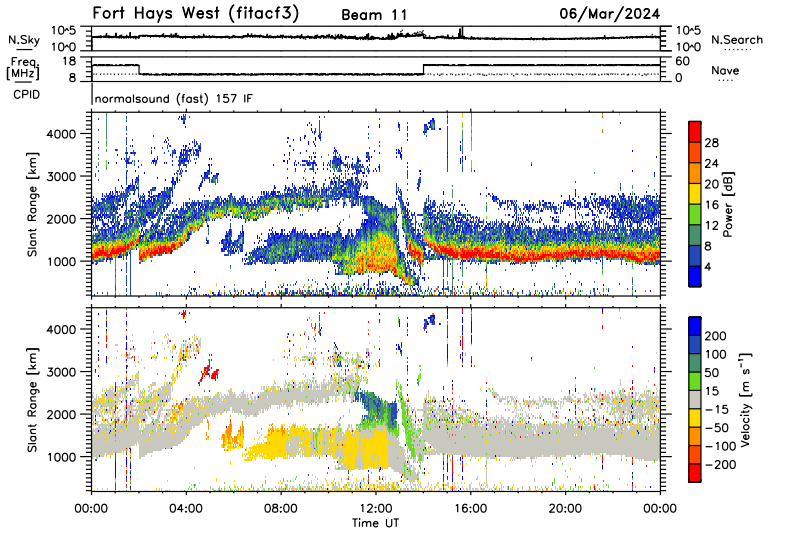 Fort Hays West (fitacf3) Beam 11 06/Mar/2024
N.Sky 10^5 10^0 10^5 10^0 N.Search
Freq. [MHz] 18 8 60 0 Nave
CPID normalsound (fast) 157 IF
Slant Range [km] 4000 3000 2000 1000
Power [dB] 28 24 20 16 12 8 4
Slant Range [km] 4000 3000 2000 1000
Velocity [m s⁻¹] 200 100 50 15 −15 −50 −100 −200
00:00 04:00 08:00 12:00 16:00 20:00 00:00
Time UT